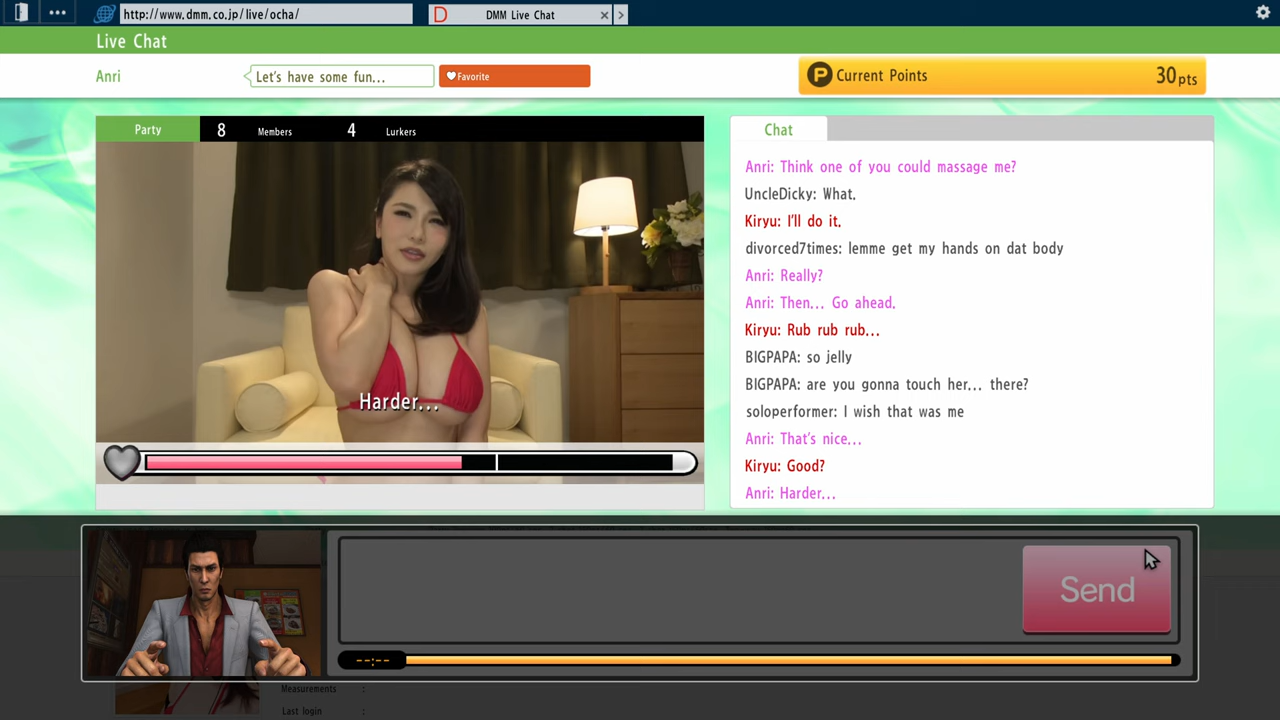 http://www.dmm.co.jp/live/ocha/
D DMM Live Chat
Live Chat
Anri
Let's have some fun...
Favorite
P Current Points 30pts
Party 8 Members 4 Lurkers
Harder...
Chat
Anri: Think one of you could massage me?
UncleDicky: What.
Kiryu: I'll do it.
divorced7times: lemme get my hands on dat body
Anri: Really?
Anri: Then... Go ahead.
Kiryu: Rub rub rub...
BIGPAPA: so jelly
BIGPAPA: are you gonna touch her... there?
soloperformer: I wish that was me
Anri: That's nice...
Kiryu: Good?
Anri: Harder...
Send
--:--
Measurements :
Last login :